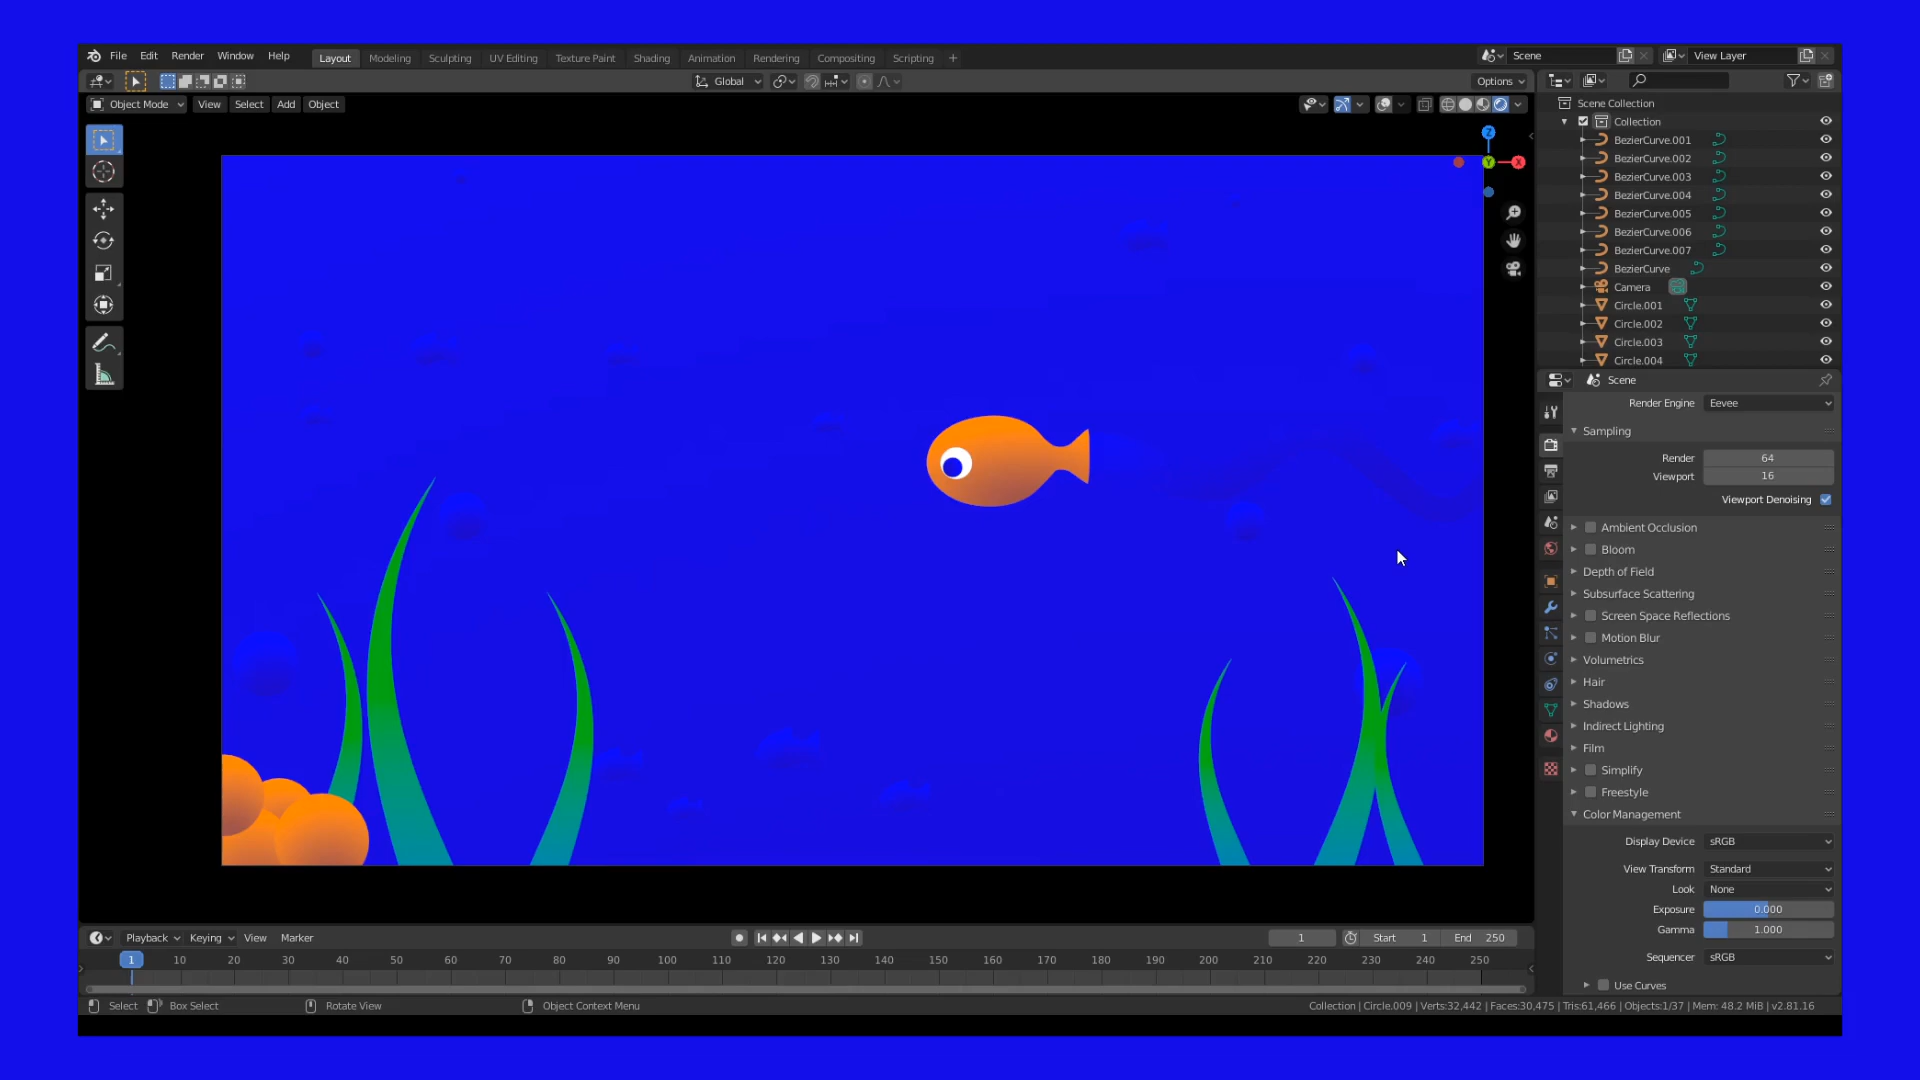 File Edit Render Window Help Layout Modeling Sculpting UV Editing Texture Paint Shading Animation Rendering Compositing Scripting + Scene View Layer
Global Options
Object Mode View Select Add Object
Scene Collection
Collection
BezierCurve.001
BezierCurve.002
BezierCurve.003
BezierCurve.004
BezierCurve.005
BezierCurve.006
BezierCurve.007
BezierCurve
Camera
Circle.001
Circle.002
Circle.003
Circle.004
Z
Y X
Scene
Render Engine Eevee
Sampling
Render 64
Viewport 16
Viewport Denoising
Ambient Occlusion
Bloom
Depth of Field
Subsurface Scattering
Screen Space Reflections
Motion Blur
Volumetrics
Hair
Shadows
Indirect Lighting
Film
Simplify
Freestyle
Color Management
Display Device sRGB
View Transform Standard
Look None
Exposure 0.000
Gamma 1.000
Sequencer sRGB
Use Curves
Playback Keying View Marker 1 Start 1 End 250
1 10 20 30 40 50 60 70 80 90 100 110 120 130 140 150 160 170 180 190 200 210 220 230 240 250
Select Box Select Rotate View Object Context Menu Collection | Circle.009 | Verts:32,442 | Faces:30,475 | Tris:61,466 | Objects:1/37 | Mem: 48.2 MiB | v2.81.16